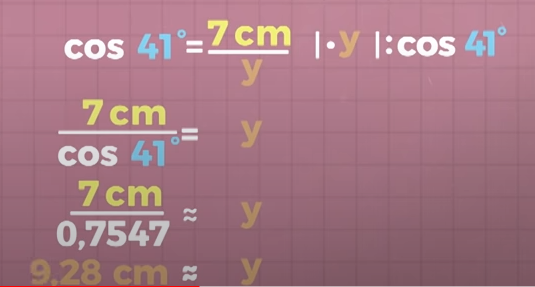 cos 41° = 7 cm / y |·y |:cos 41°
7 cm / cos 41° = y
7 cm / 0,7547 ≈ y
9,28 cm ≈ y